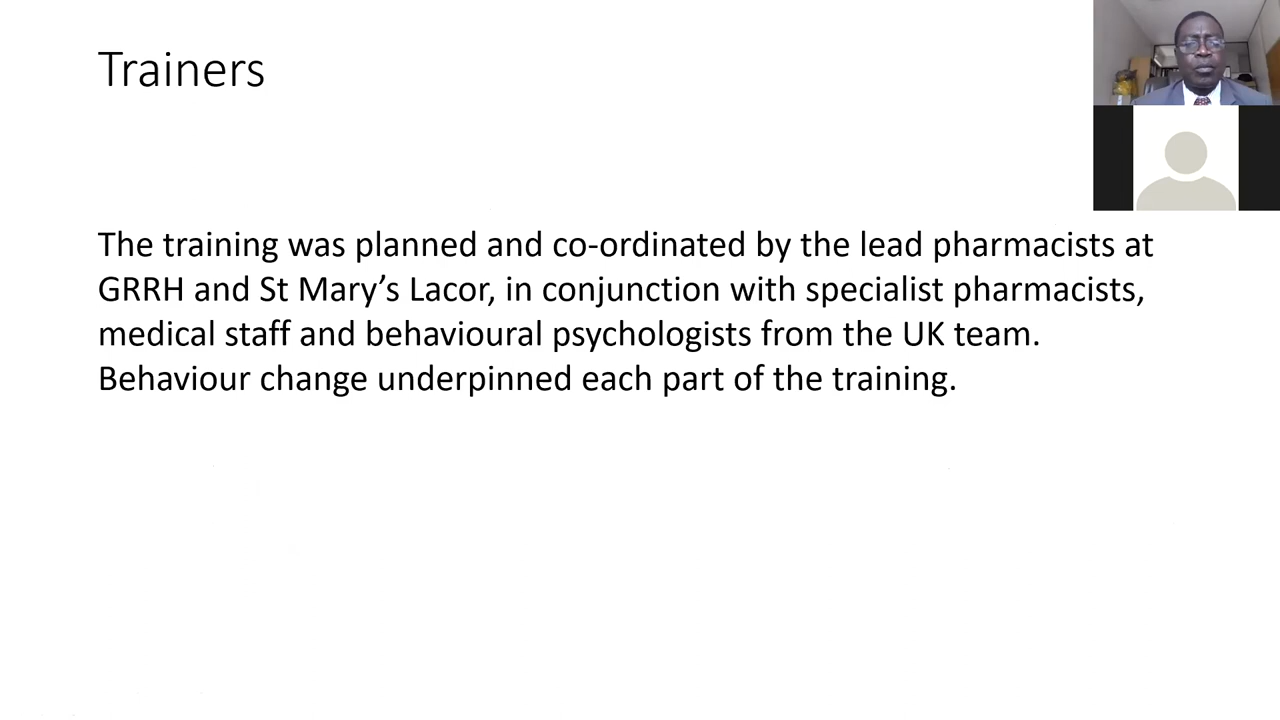 Trainers
The training was planned and co-ordinated by the lead pharmacists at
GRRH and St Mary’s Lacor, in conjunction with specialist pharmacists,
medical staff and behavioural psychologists from the UK team.
Behaviour change underpinned each part of the training.